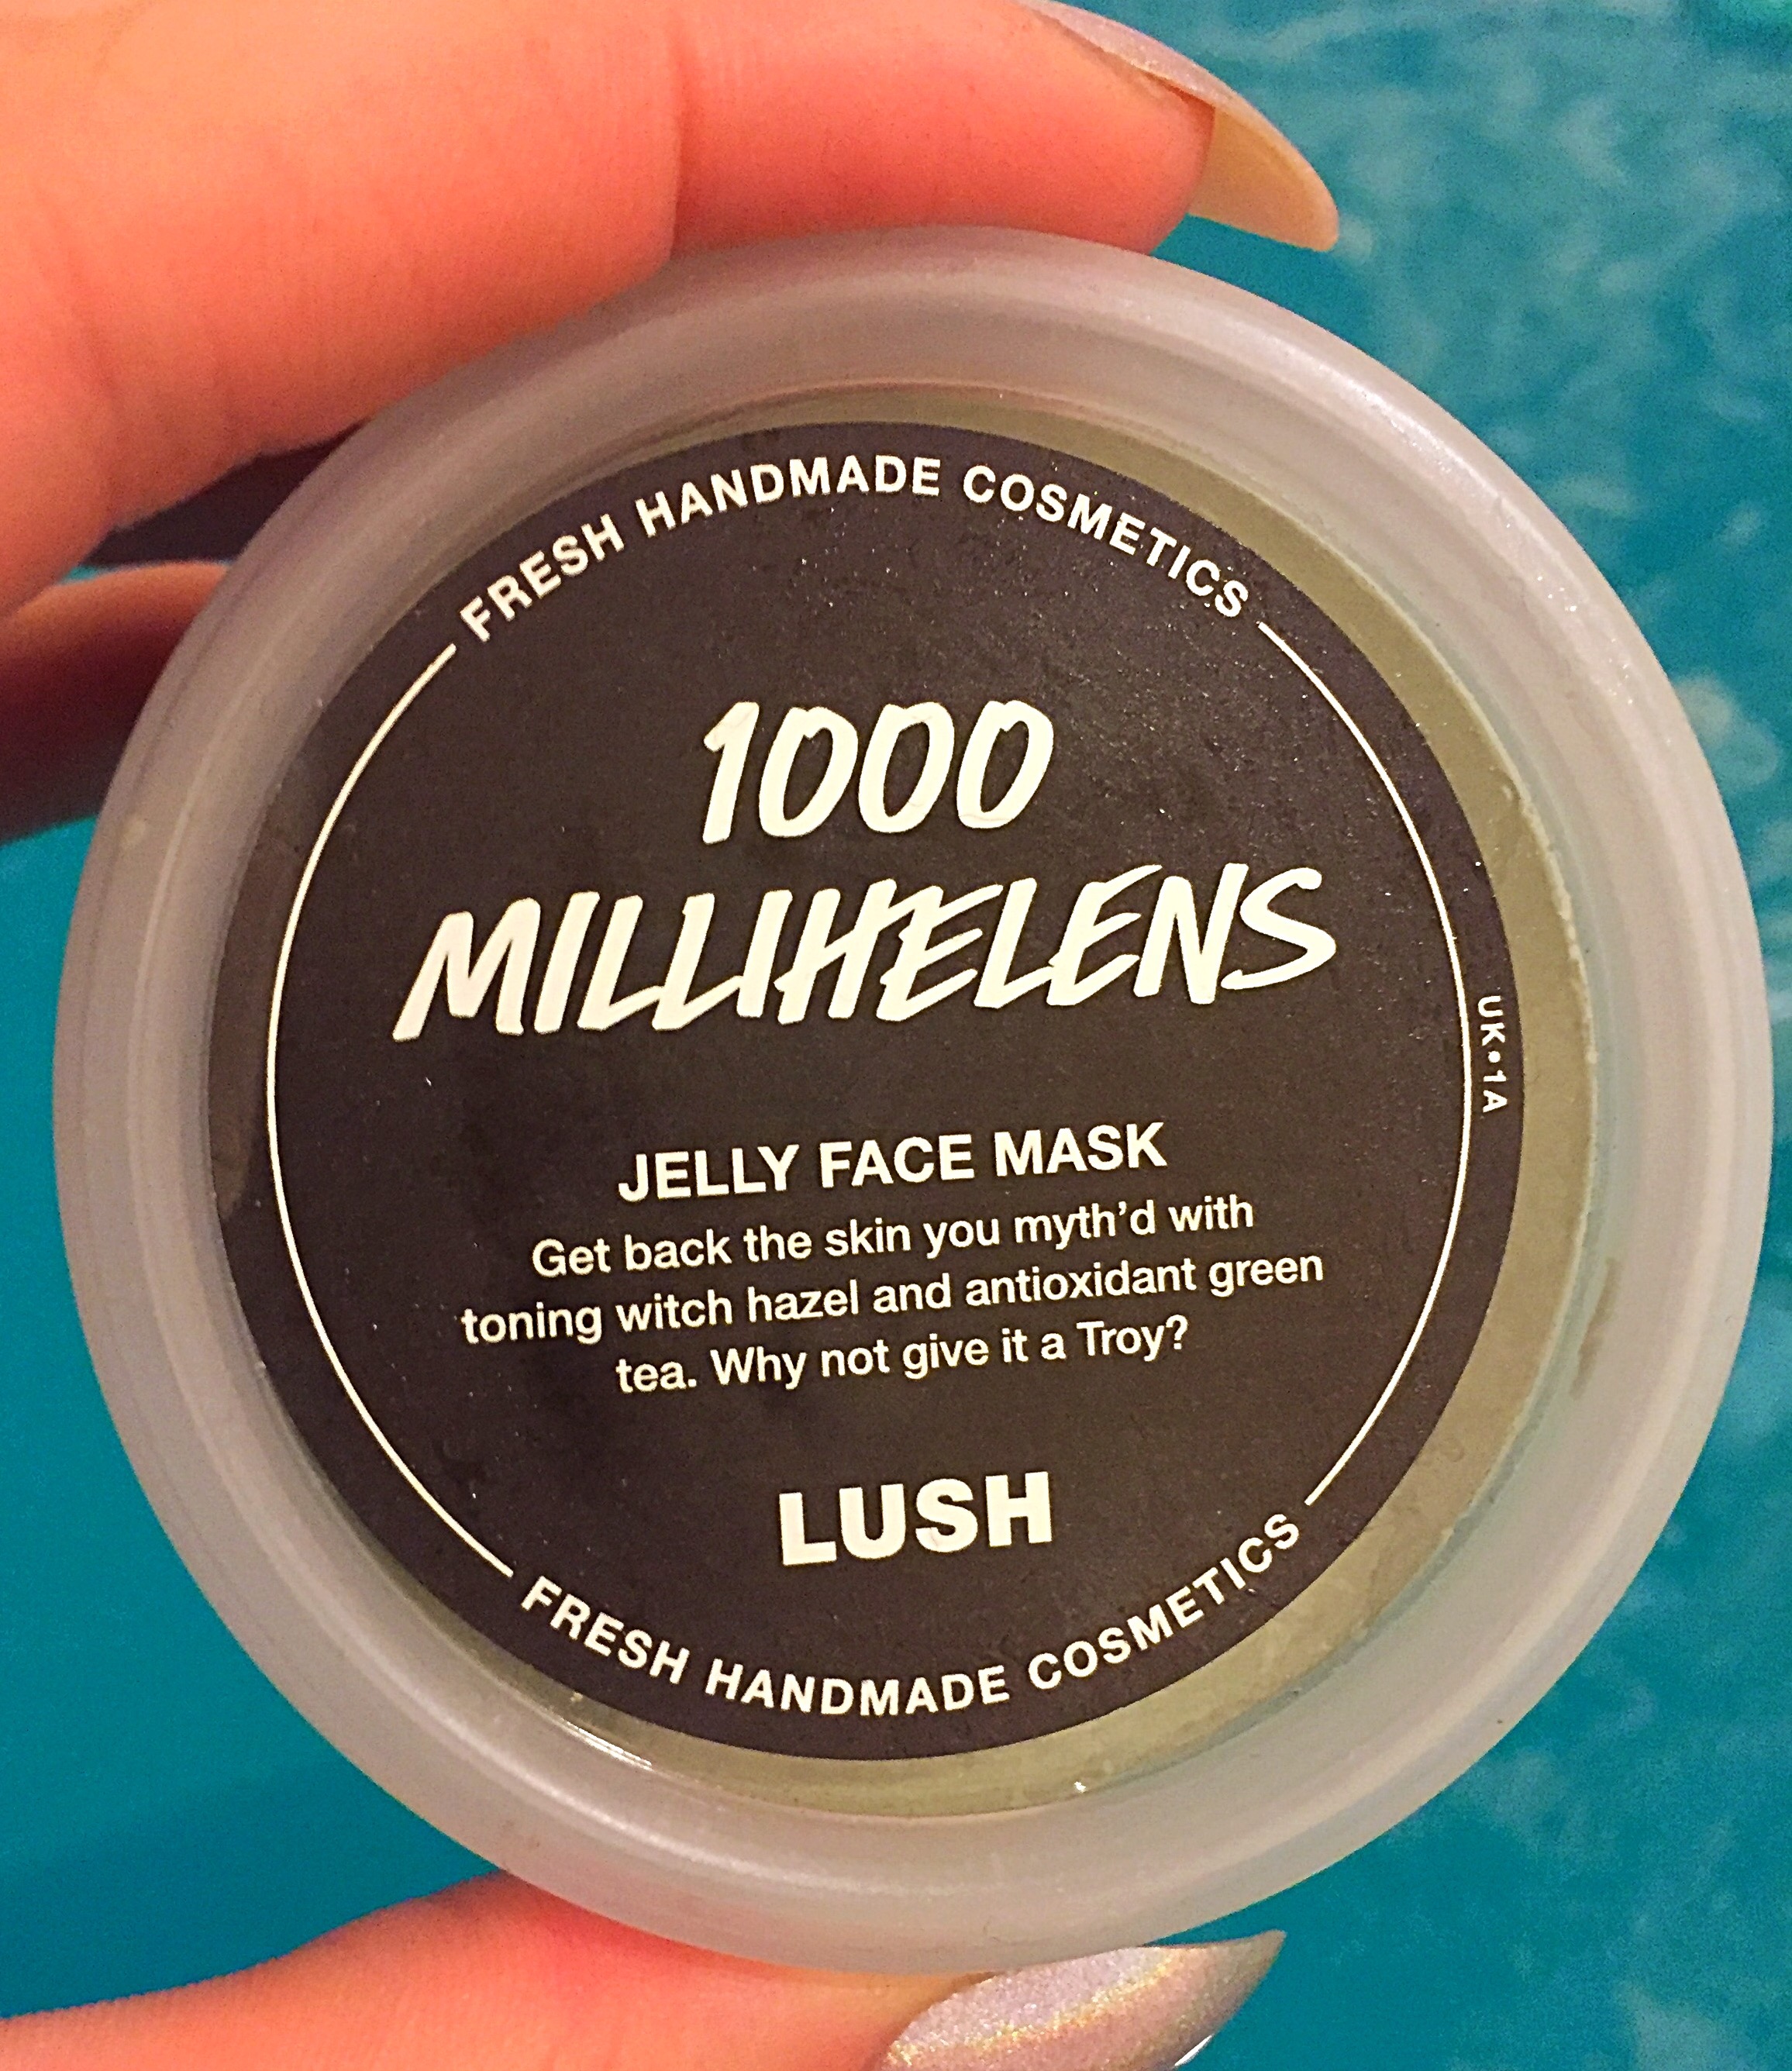 FRESH HANDMADE COSMETICS
1000
MILLIHELENS
UK•1A
JELLY FACE MASK
Get back the skin you myth’d with
toning witch hazel and antioxidant green
tea. Why not give it a Troy?
LUSH
FRESH HANDMADE COSMETICS